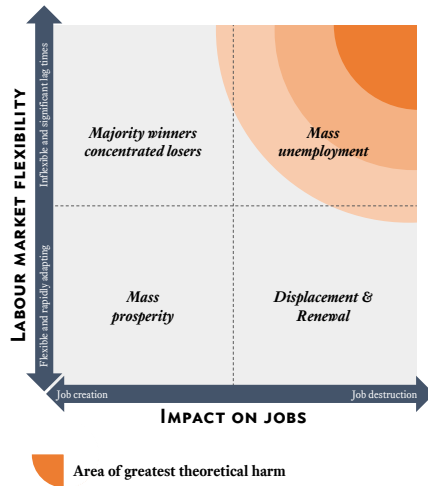 LABOUR MARKET FLEXIBILITY
Inflexible and significant lag times
Flexible and rapidly adapting
Majority winners
concentrated losers
Mass
unemployment
Mass
prosperity
Displacement &
Renewal
Job creation
Job destruction
IMPACT ON JOBS
Area of greatest theoretical harm